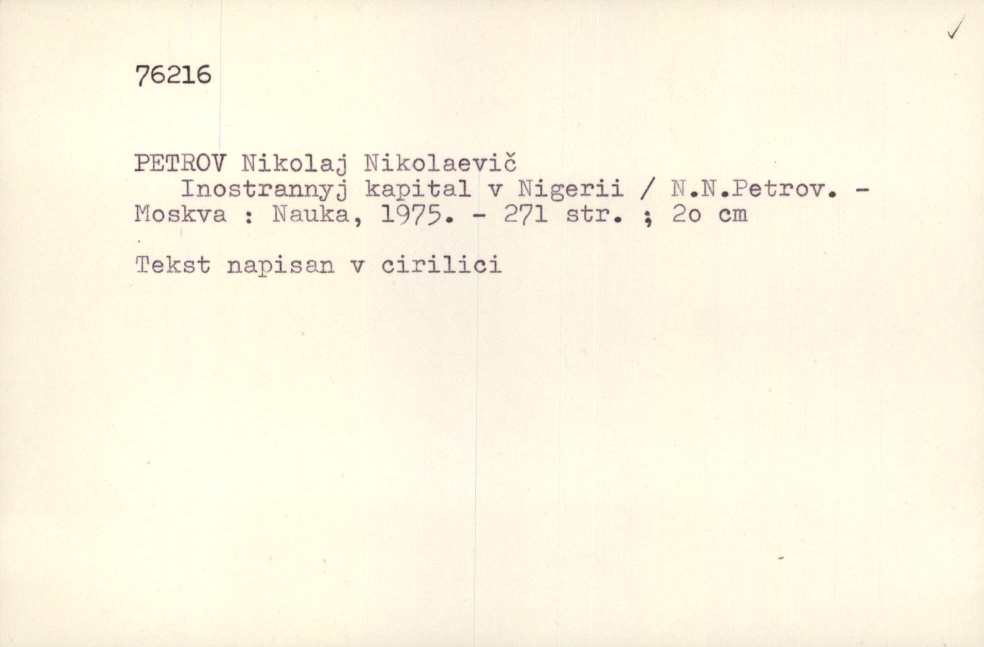 76216
PETROV Nikolaj Nikolaevič
Inostrannyj kapital v Nigerii / N.N.Petrov. -
Moskva : Nauka, 1975. - 271 str. ; 2o cm
Tekst napisan v cirilici